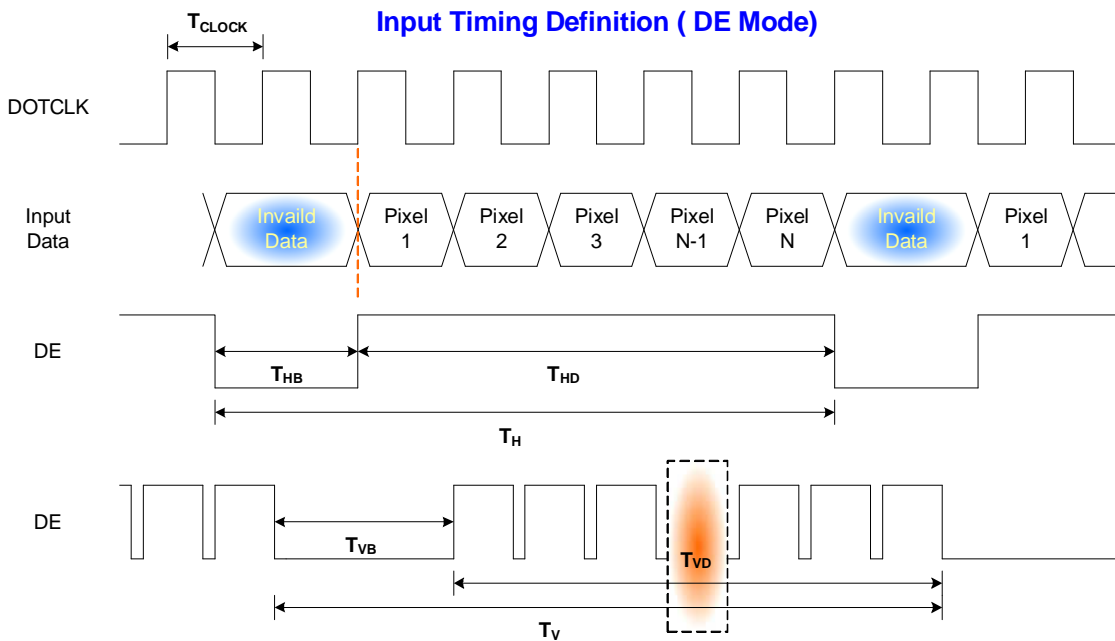 Input Timing Definition ( DE Mode)
TCLOCK
DOTCLK
Input
Data
Invaild
Data
Pixel
1
Pixel
2
Pixel
3
Pixel
N-1
Pixel
N
Invaild
Data
Pixel
1
DE
THB
THD
TH
DE
TVB
TVD
TV